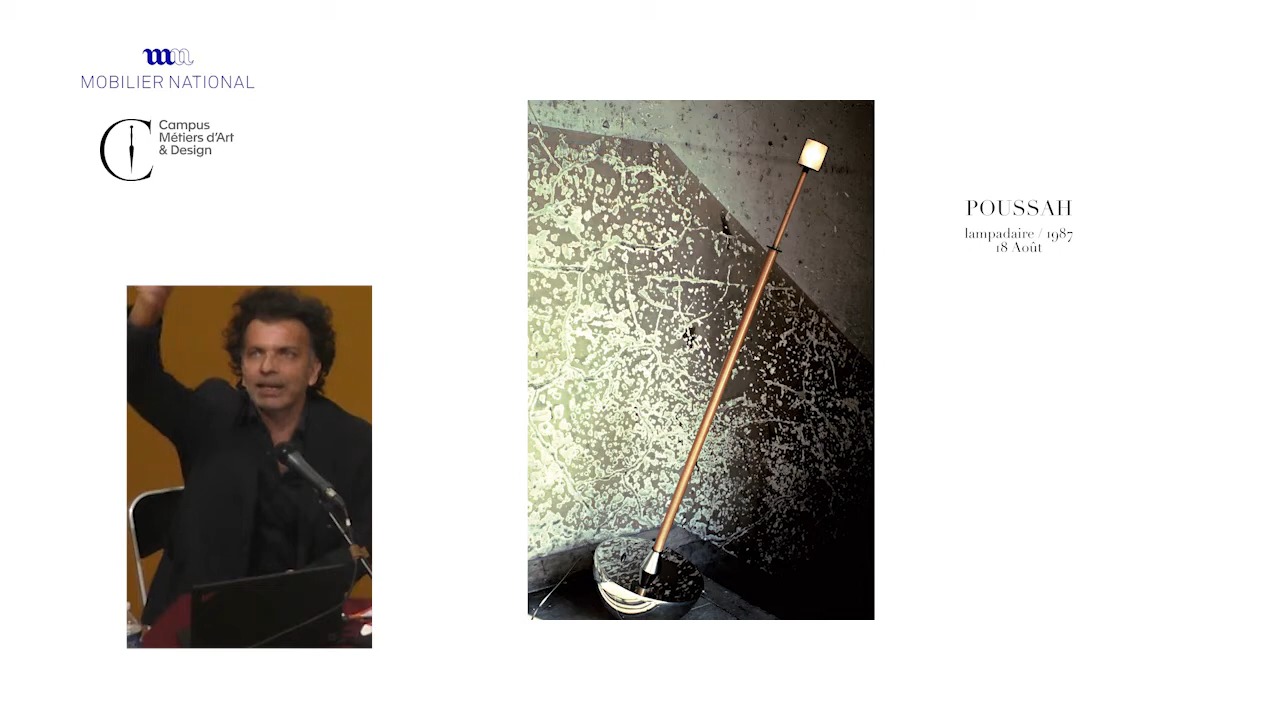 MOBILIER NATIONAL
Campus
Métiers d'Art
& Design
POUSSAH
lampadaire / 1987
18 Août